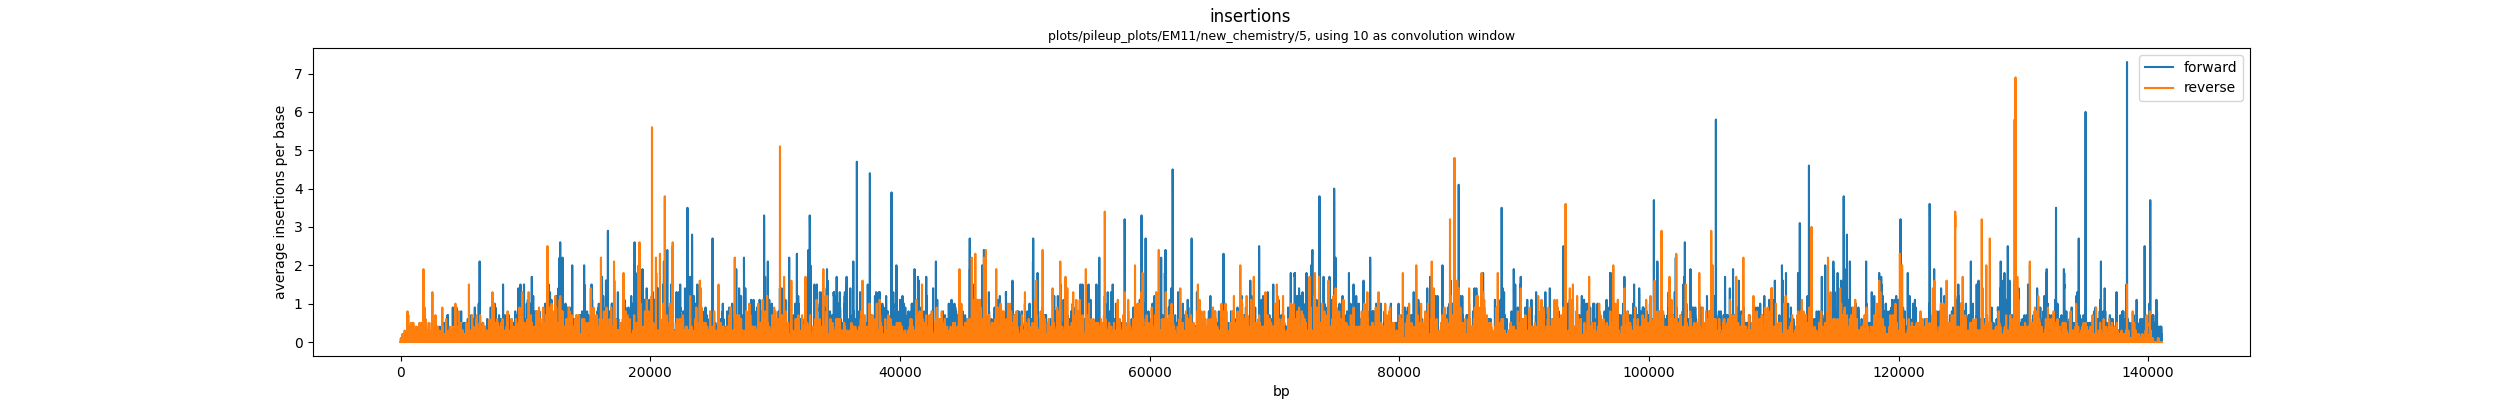 insertions
plots/pileup_plots/EM11/new_chemistry/5, using 10 as convolution window
average insertions per base
7
6
5
4
3
2
1
0
forward
reverse
0 20000 40000 60000 80000 100000 120000 140000
bp